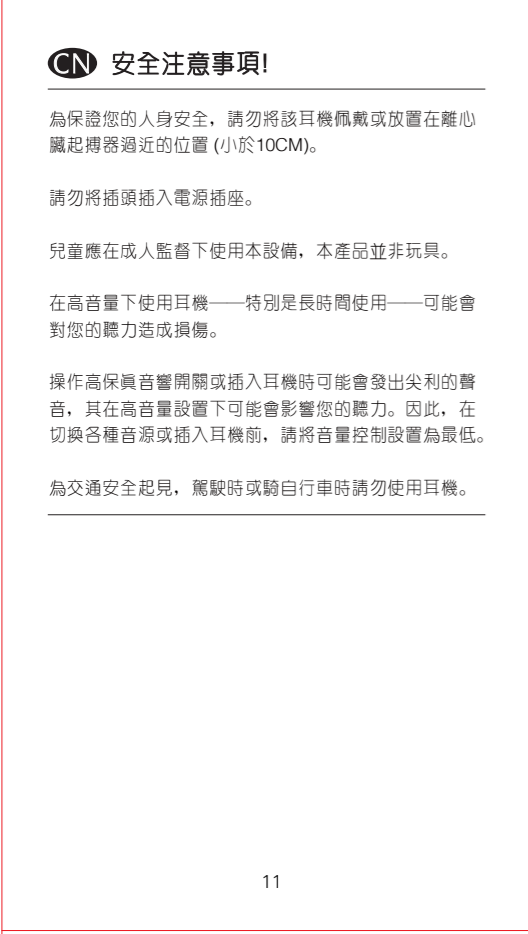 CN 安全注意事項!
為保證您的人身安全，請勿將該耳機佩戴或放置在離心
臟起搏器過近的位置 (小於10CM)。
請勿將插頭插入電源插座。
兒童應在成人監督下使用本設備，本產品並非玩具。
在高音量下使用耳機——特別是長時間使用——可能會
對您的聽力造成損傷。
操作高保眞音響開關或插入耳機時可能會發出尖利的聲
音，其在高音量設置下可能會影響您的聽力。因此，在
切換各種音源或插入耳機前，請將音量控制設置為最低。
為交通安全起見，駕駛時或騎自行車時請勿使用耳機。
11